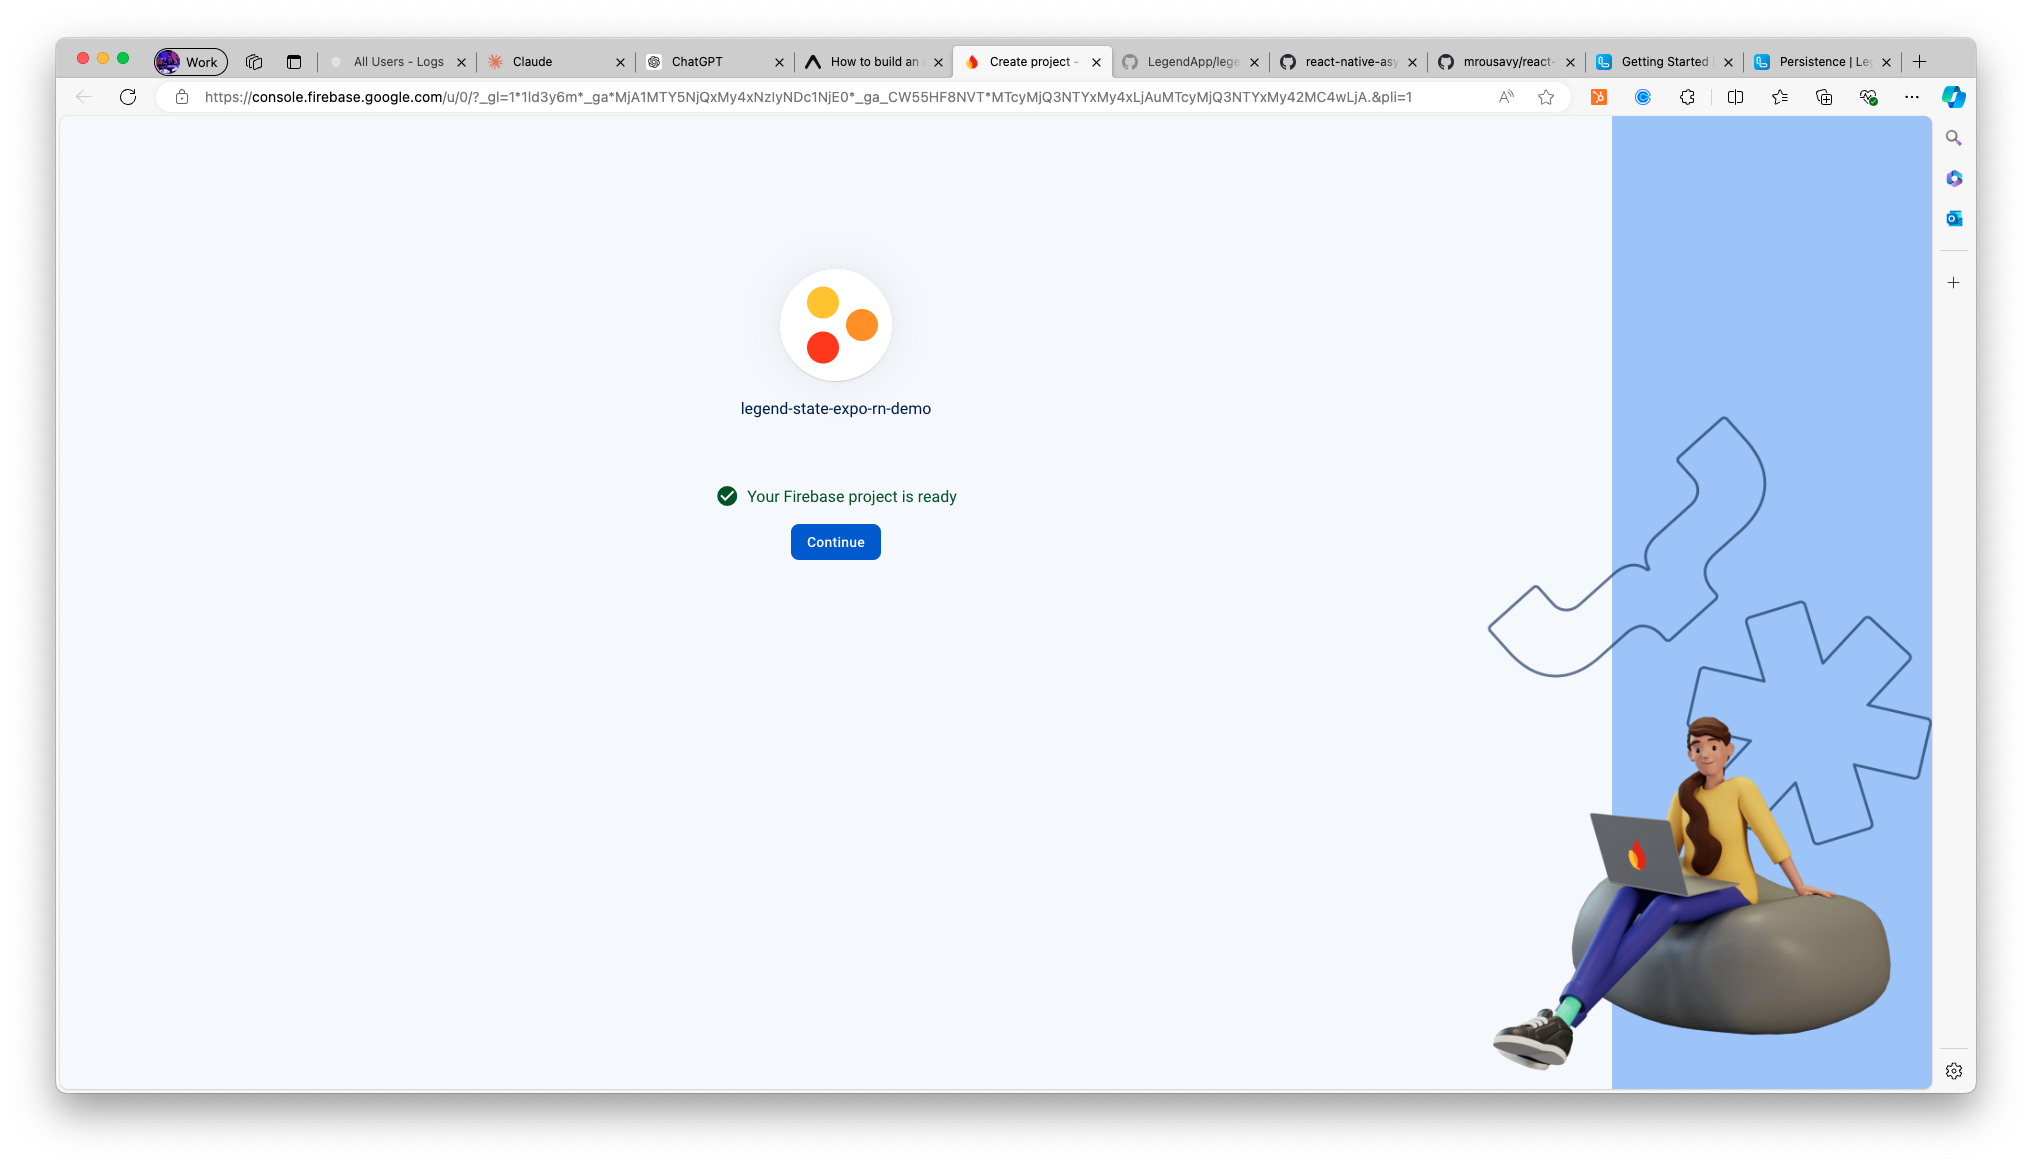 Work
All Users - Logs
Claude
ChatGPT
How to build an
Create project -
LegendApp/lege
react-native-asy
mrousavy/react-
Getting Started |
Persistence | Leg
https://console.firebase.google.com/u/0/?_gl=1*1ld3y6m*_ga*MjA1MTY5NjQxMy4xNzIyNDc1NjE0*_ga_CW55HF8NVT*MTcyMjQ3NTYxMy4xLjAuMTcyMjQ3NTYxMy42MC4wLjA.&pli=1
legend-state-expo-rn-demo
Your Firebase project is ready
Continue